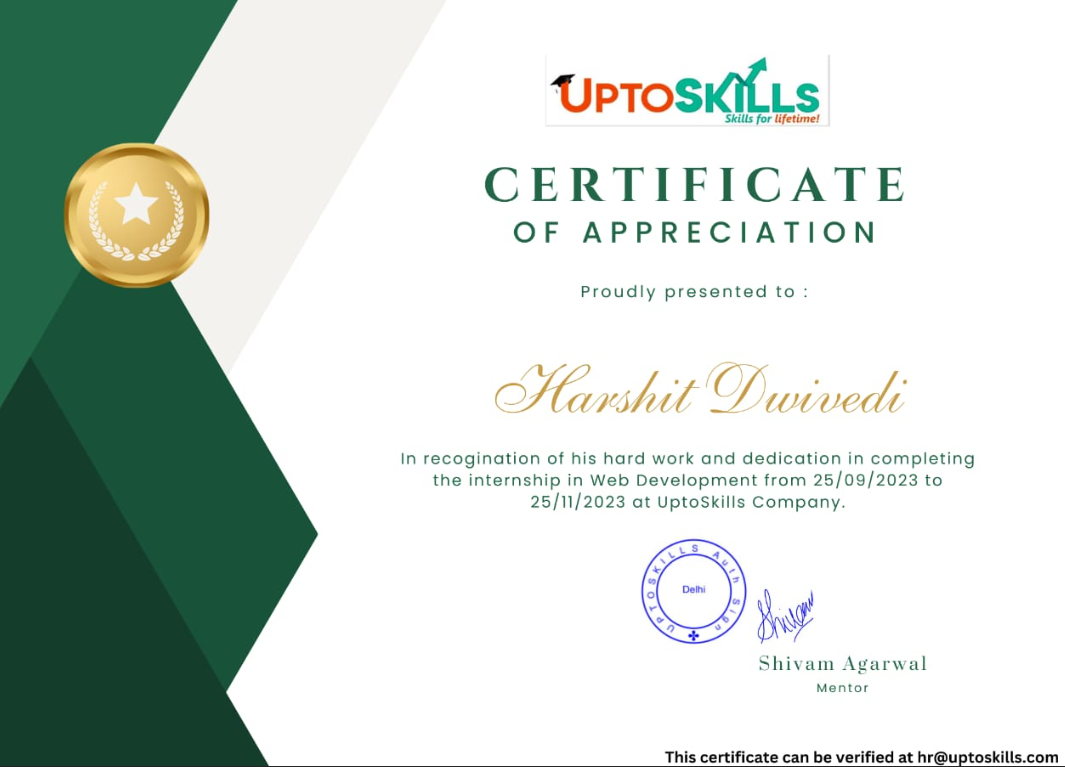 UPTOSKILLS
Skills for lifetime!
CERTIFICATE
OF APPRECIATION
Proudly presented to :
Harshit Dwivedi
In recogination of his hard work and dedication in completing
the internship in Web Development from 25/09/2023 to
25/11/2023 at UptoSkills Company.
UPTOSKILLS Auth Sign
Delhi
Shivam
Shivam Agarwal
Mentor
This certificate can be verified at hr@uptoskills.com